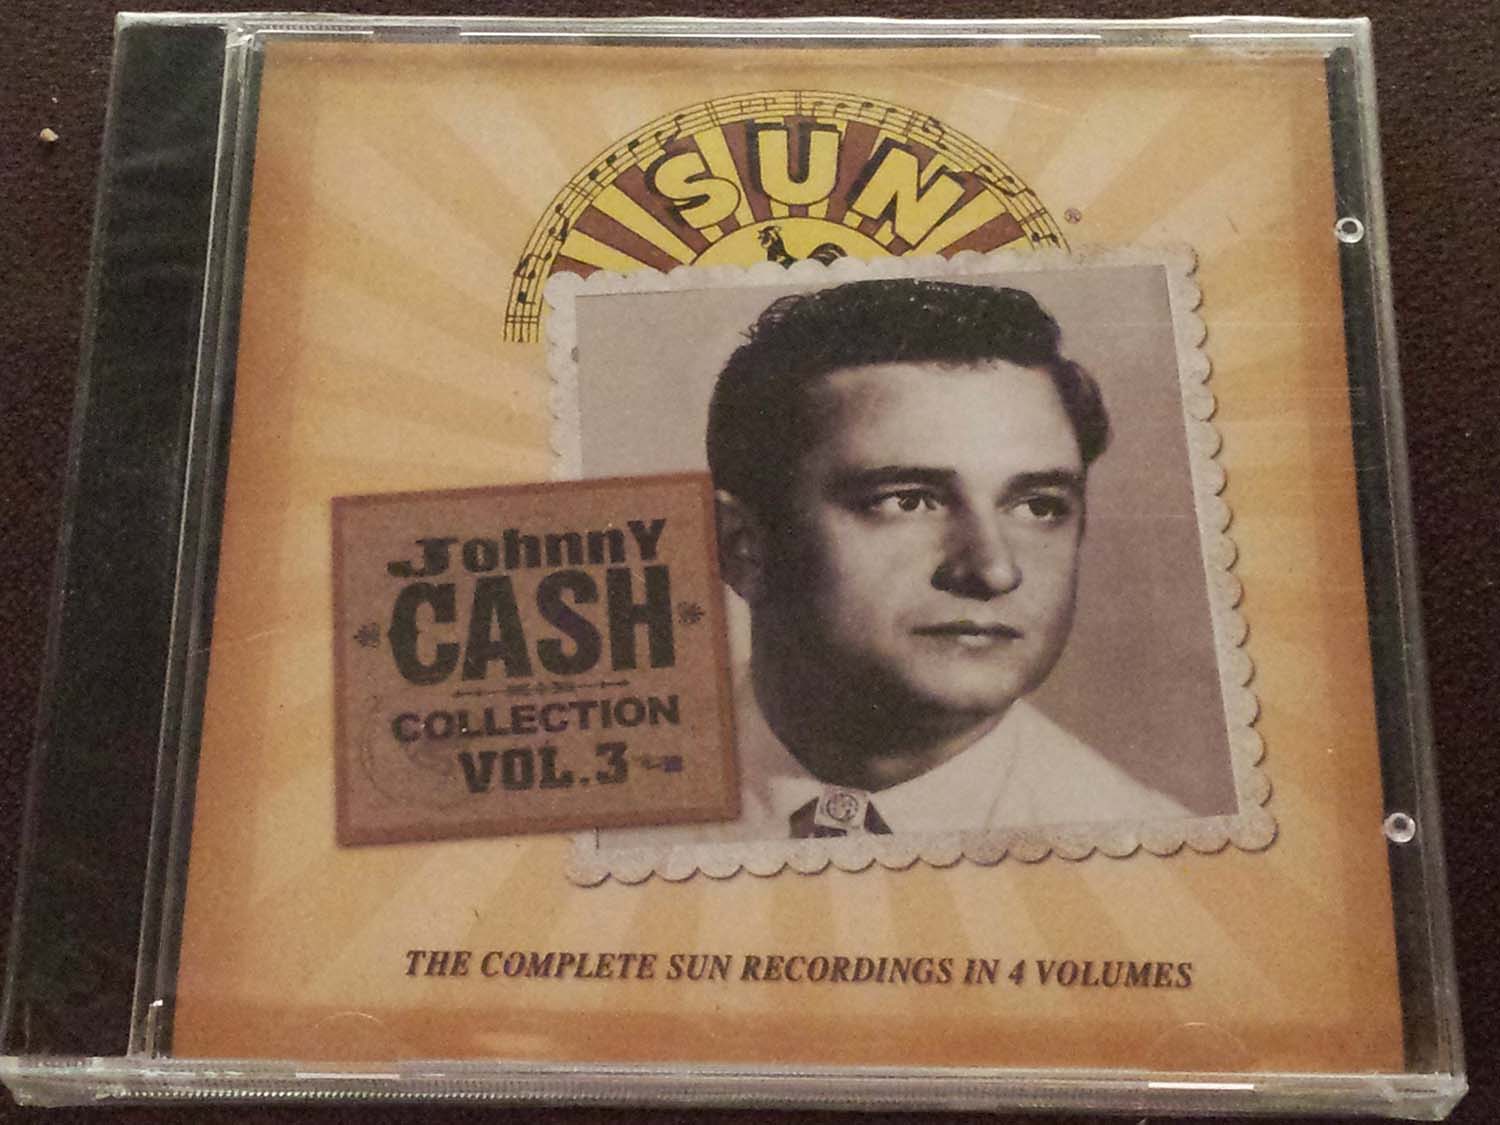 SUN
®
Johnny
CASH
COLLECTION
VOL.3
THE COMPLETE SUN RECORDINGS IN 4 VOLUMES